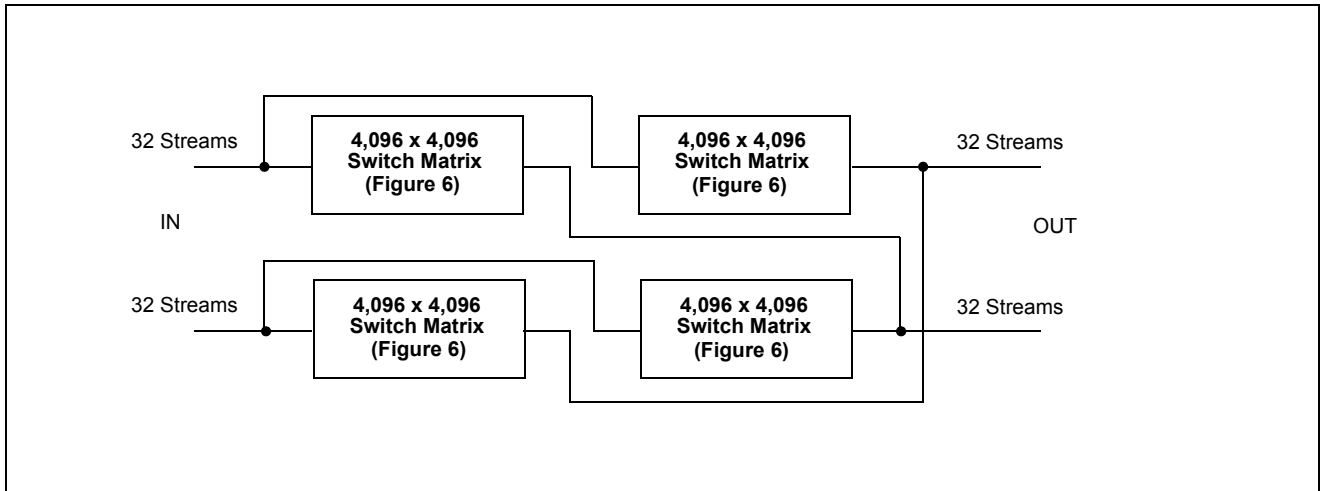 32 Streams
4,096 x 4,096
Switch Matrix
(Figure 6)
4,096 x 4,096
Switch Matrix
(Figure 6)
32 Streams
IN
OUT
32 Streams
4,096 x 4,096
Switch Matrix
(Figure 6)
4,096 x 4,096
Switch Matrix
(Figure 6)
32 Streams